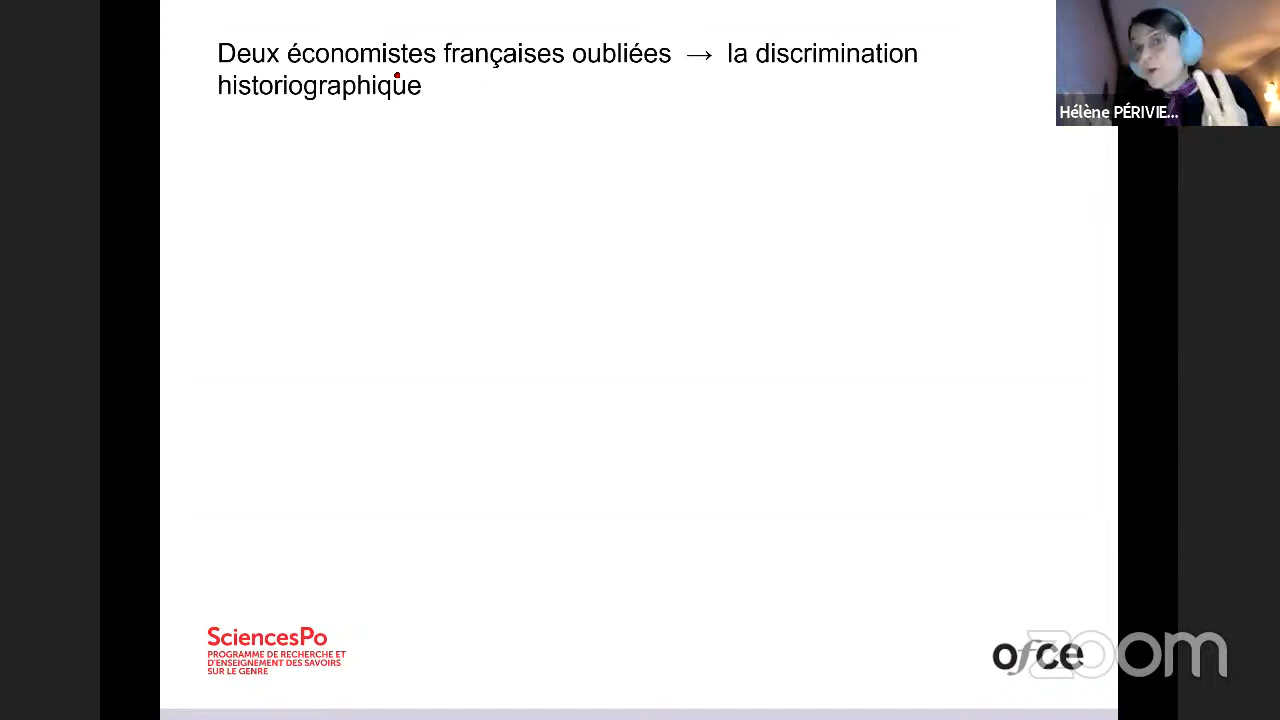 Deux économistes françaises oubliées → la discrimination
historiographique
Hélène PÉRIVIE...
SciencesPo
PROGRAMME DE RECHERCHE ET
D'ENSEIGNEMENT DES SAVOIRS
SUR LE GENRE
ofce
zoom